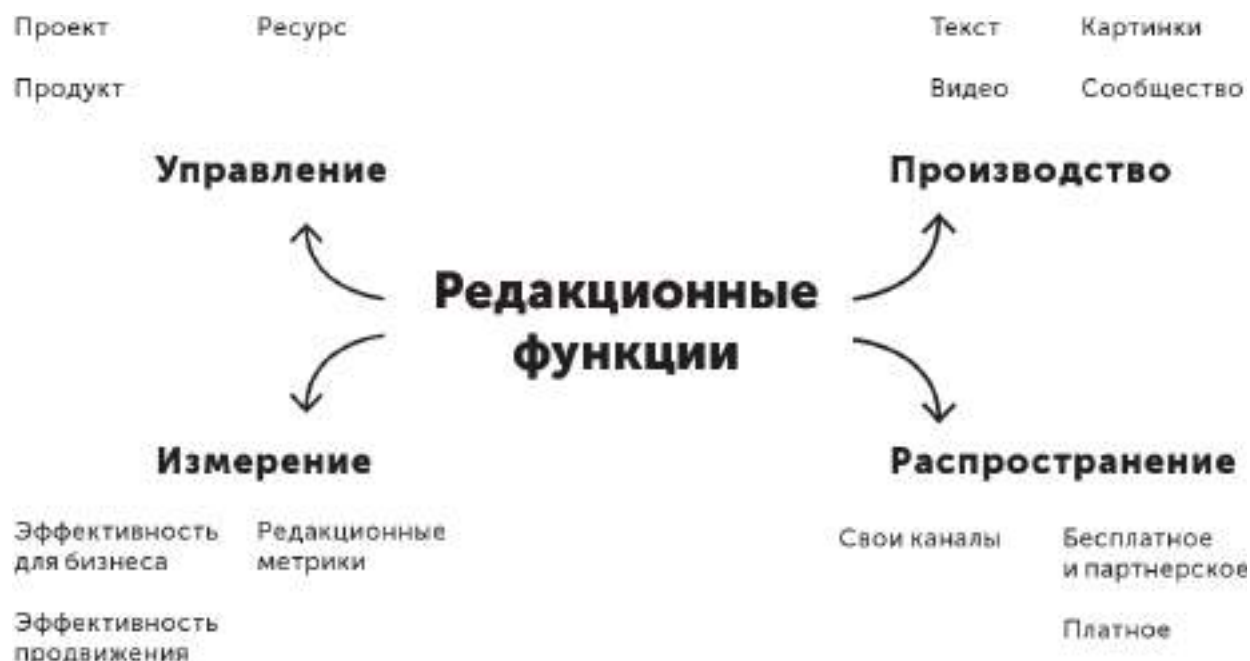 Проект Ресурс
Продукт
Управление
Текст Картинки
Видео Сообщество
Производство
Редакционные
функции
Измерение
Эффективность
для бизнеса
Редакционные
метрики
Эффективность
продвижения
Распространение
Свои каналы
Бесплатное
и партнерское
Платное